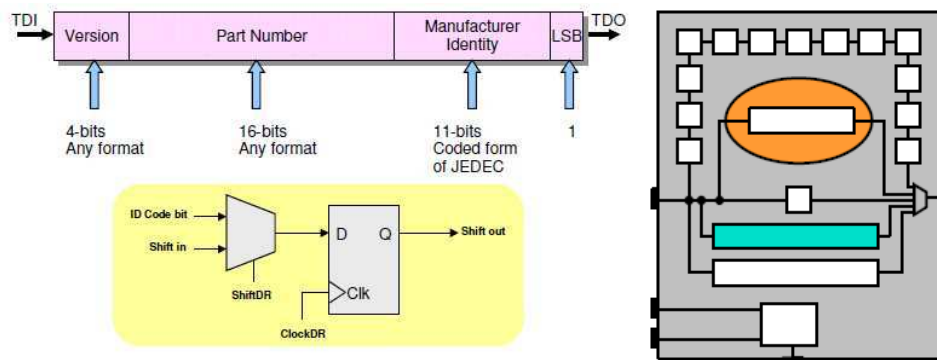 TDI
TDO
Version
Part Number
Manufacturer
Identity
LSB
4-bits
Any format
16-bits
Any format
11-bits
Coded form
of JEDEC
1
ID Code bit
Shift in
ShiftDR
D
Q
Clk
Shift out
ClockDR